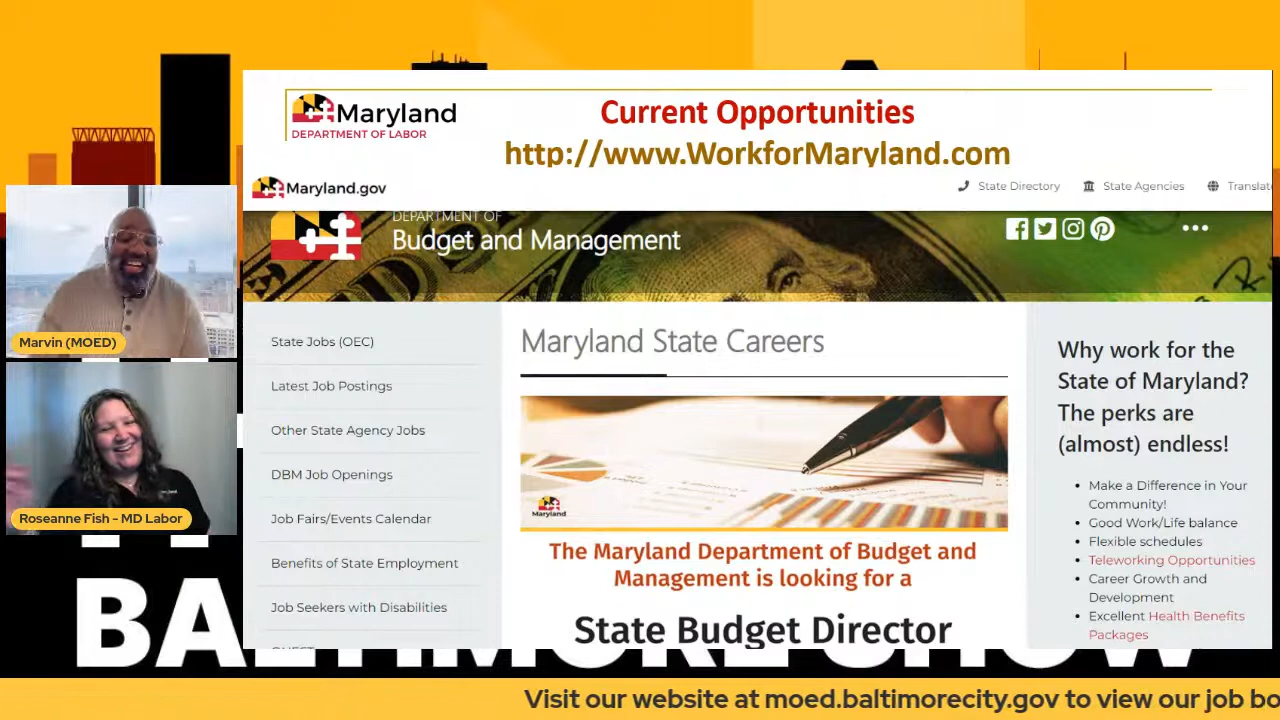 Maryland
DEPARTMENT OF LABOR
Current Opportunities
http://www.WorkforMaryland.com
Maryland.gov
State Directory
State Agencies
Translate
DEPARTMENT OF
Budget and Management
State Jobs (OEC)
Latest Job Postings
Other State Agency Jobs
DBM Job Openings
Job Fairs/Events Calendar
Benefits of State Employment
Job Seekers with Disabilities
Maryland State Careers
Maryland
The Maryland Department of Budget and
Management is looking for a
State Budget Director
Why work for the
State of Maryland?
The perks are
(almost) endless!
Make a Difference in Your
Community!
Good Work/Life balance
Flexible schedules
Teleworking Opportunities
Career Growth and
Development
Excellent Health Benefits
Packages
Marvin (MOED)
Roseanne Fish - MD Labor
BALTIMORE SHOW
Visit our website at moed.baltimorecity.gov to view our job bo